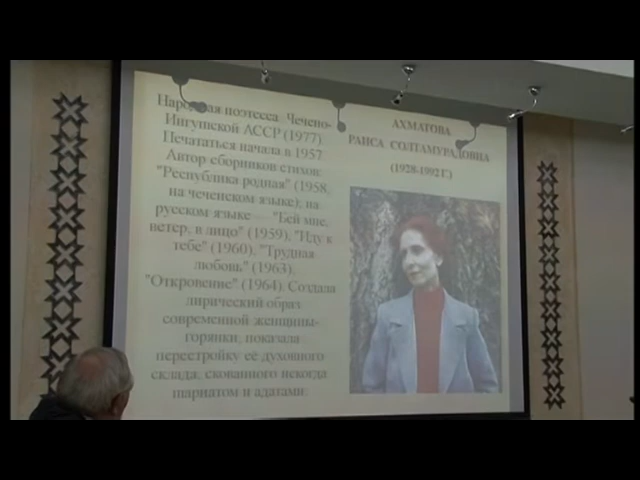 Народная поэтесса Чечено-
Ингушской АССР (1977)
Печататься начала в 1957
Автор сборников стихов:
"Республика родная" (1958,
на чеченском языке); на
русском языке — "Бей мне,
ветер, в лицо" (1959), "Иду к
тебе" (1960), "Трудная
любовь" (1963),
"Откровение" (1964). Создала
лирический образ
современной женщины-
горянки, показала
перестройку её духовного
склада, скованного некогда
шариатом и адатами.
АХМАТОВА
РАИСА СОЛТАМУРАДОВНА
(1928-1992 Г.)